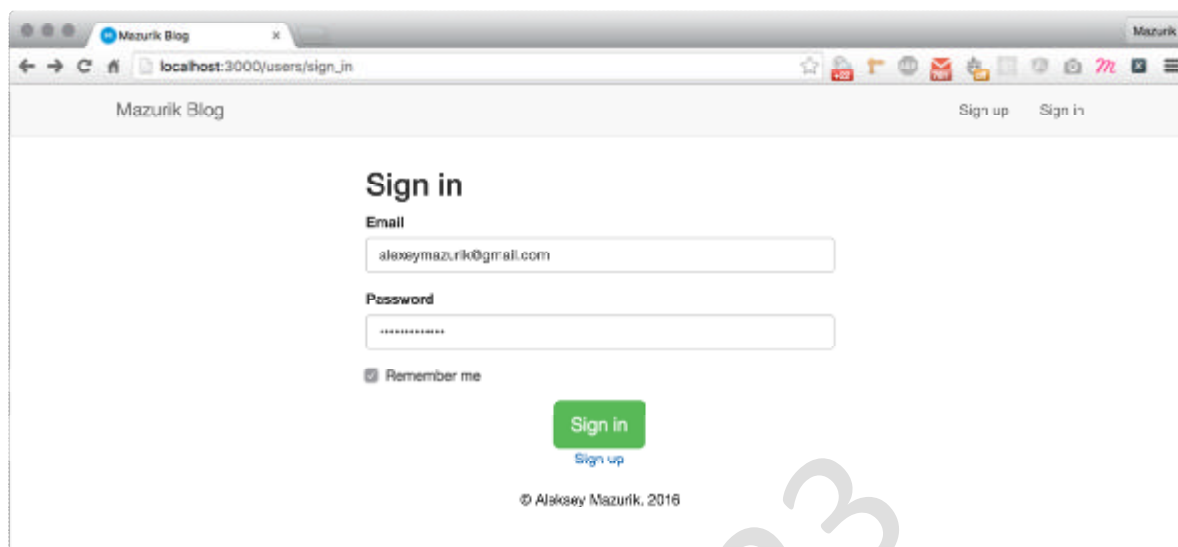 Mazurik Blog
Mazurik
localhost:3000/users/sign_in
+22
Mazurik Blog
Sign up
Sign in
Sign in
Email
alexeymazurik@gmail.com
Password
Remember me
Sign in
Sign up
© Aleksey Mazurik, 2016